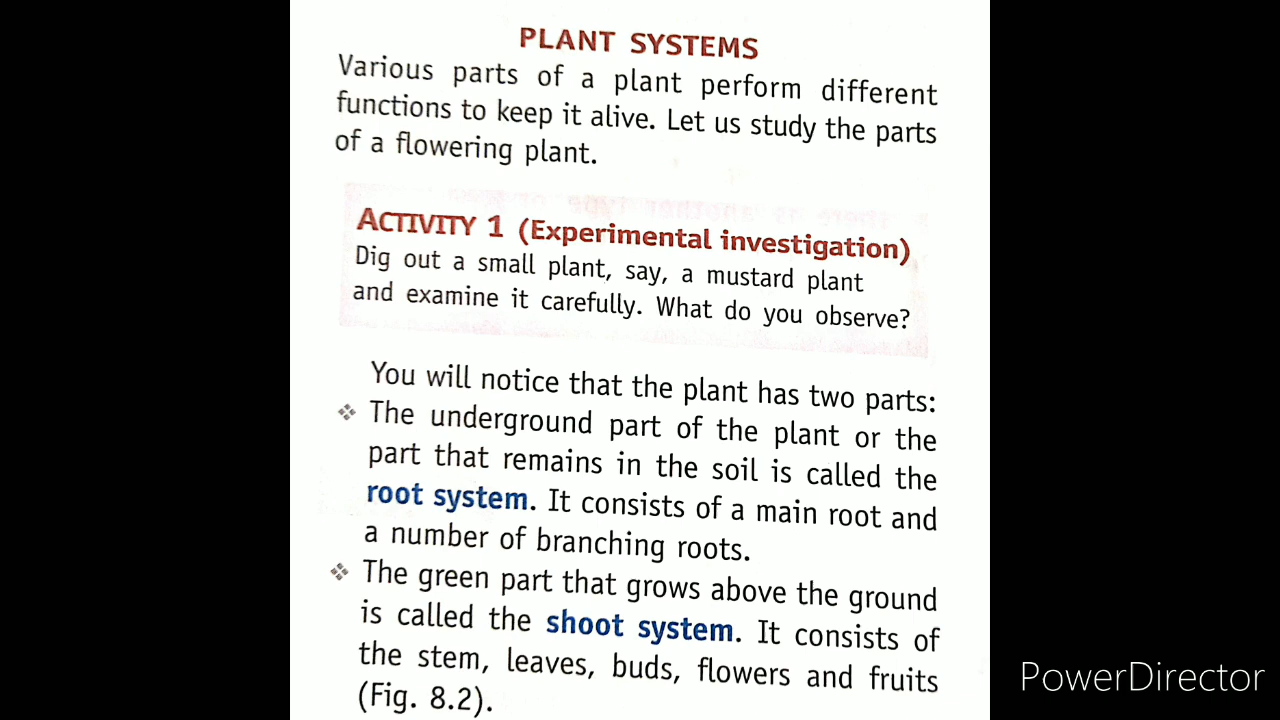 PLANT SYSTEMS
Various parts of a plant perform different
functions to keep it alive. Let us study the parts
of a flowering plant.
ACTIVITY 1 (Experimental investigation)
Dig out a small plant, say, a mustard plant
and examine it carefully. What do you observe?
You will notice that the plant has two parts:
❖ The underground part of the plant or the
part that remains in the soil is called the
root system. It consists of a main root and
a number of branching roots.
❖ The green part that grows above the ground
is called the shoot system. It consists of
the stem, leaves, buds, flowers and fruits
(Fig. 8.2).
PowerDirector